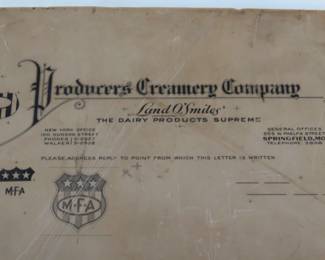 Producers Creamery Company
Land O'Smiles
THE DAIRY PRODUCTS SUPREME
NEW YORK OFFICE
GENERAL OFFICES
SPRINGFIELD, MO
TELEPHONE
PLEASE ADDRESS REPLY TO POINT FROM WHICH THIS LETTER IS WRITTEN
M·F·A
M·F·A